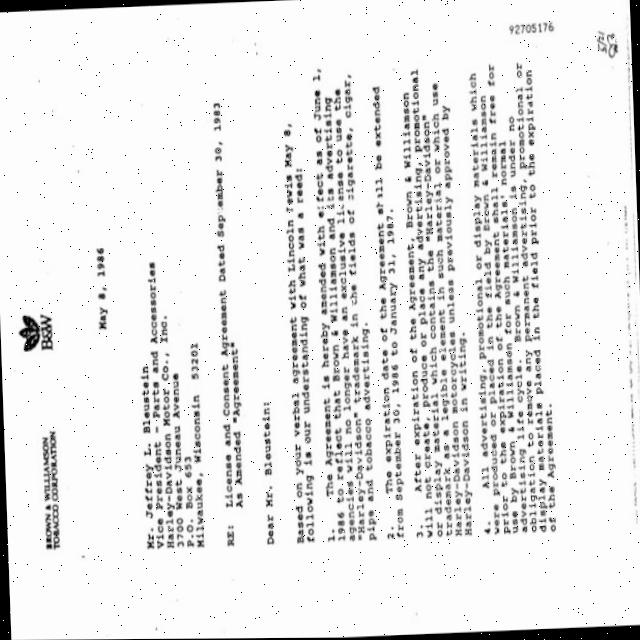 92705176
BROWN & WILLIAMSON
TOBACCO CORPORATION
B&W
May 8, 1986
Mr. Jeffrey L. Bleustein
Vice President - Parts and Accessories
Harley-Davidson Motor Co., Inc.
3700 West Juneau Avenue
P.O. Box 653
Milwaukee, Wisconsin 53201
RE: License and Consent Agreement Dated September 30, 1983
As Amended "Agreement"
Dear Mr. Bleustein:
Based on your verbal agreement with Lincoln Lewis May 8,
following is our understanding of what was a reed:
1. The Agreement is hereby amended with effect as of June 1,
1986 to reflect that Brown & Williamson and its advertising
agencies will no longer have an exclusive license to use the
"Harley-Davidson" trademark in the fields of cigarette, cigar,
pipe and tobacco advertising.
2. The expiration date of the Agreement shall be extended
from September 30, 1986 to January 31, 1987.
3. After expiration of the Agreement, Brown & Williamson
will not create, produce or place any advertising, promotional
or display material which contains the "Harley-Davidson"
trademark as a legible element in such material or which use
Harley-Davidson motorcycles unless previously approved by
Harley-Davidson in writing.
4. All advertising, promotional or display materials which
were produced or placed in the field by Brown & Williamson
prior to the expiration of the Agreement shall remain free for
use by Brown & Williamson for such materials' normal
advertising life cycle. Brown & Williamson is under no
obligation to remove any permanent advertising, promotional or
display materials placed in the field prior to the expiration
of the Agreement.